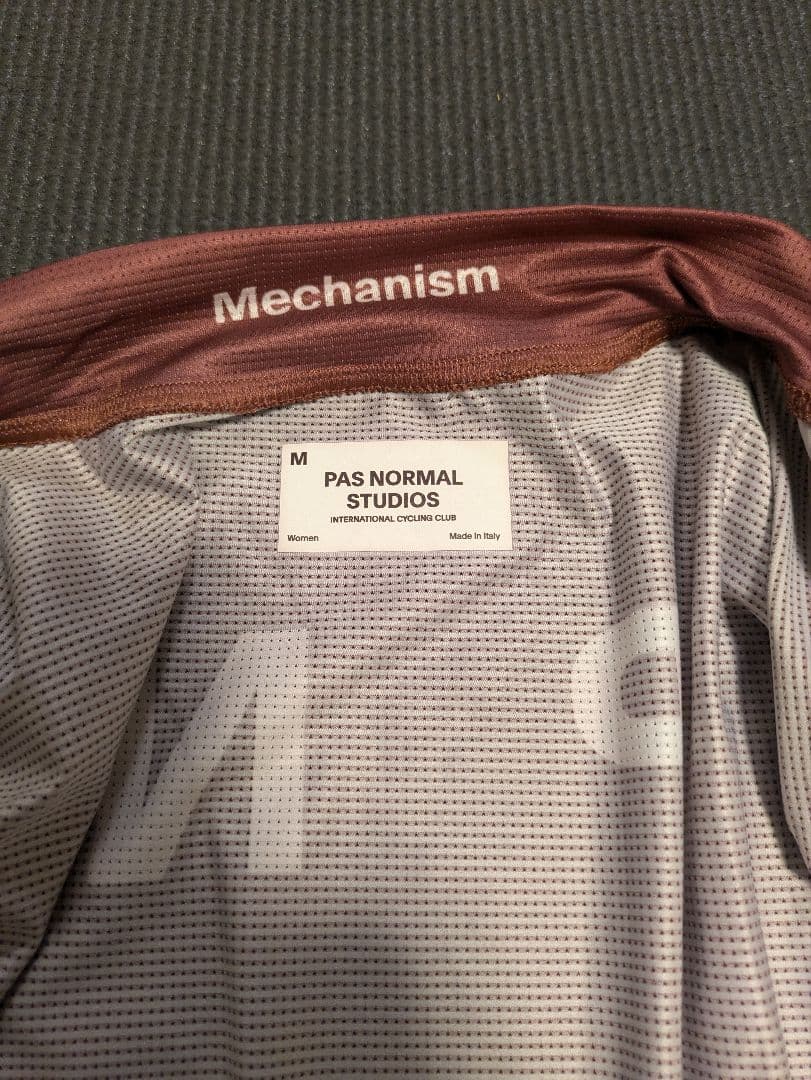 Mechanism
M
PAS NORMAL
STUDIOS
INTERNATIONAL CYCLING CLUB
Women Made in Italy